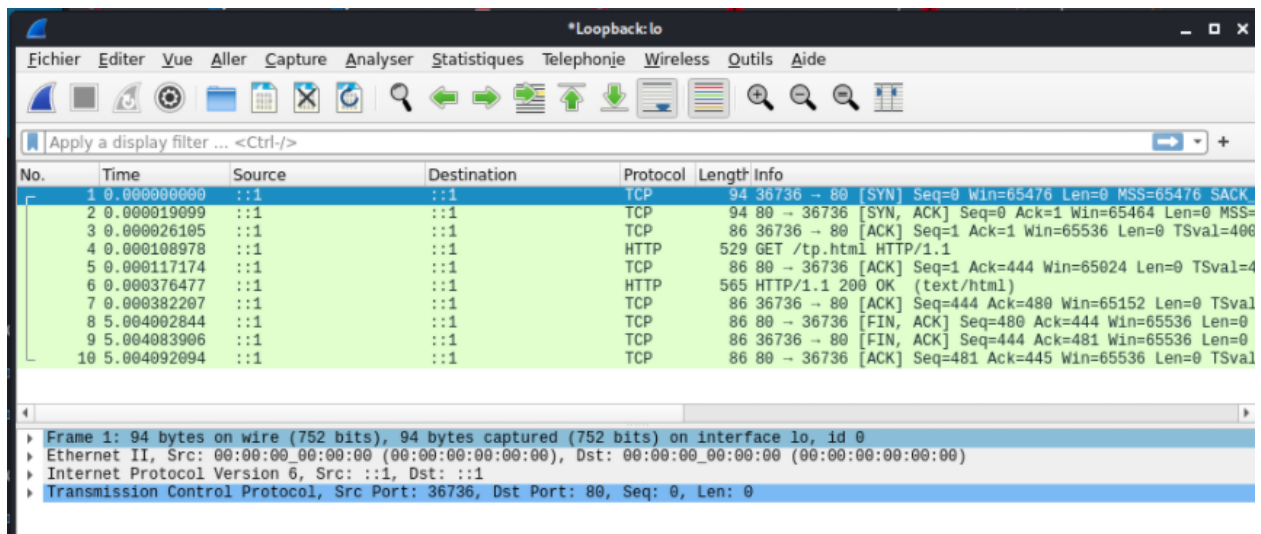 *Loopback: lo
Fichier Editer Vue Aller Capture Analyser Statistiques Telephonie Wireless Outils Aide
Apply a display filter ... <Ctrl-/>
No. Time Source Destination Protocol Length Info
1 0.000000000 ::1 ::1 TCP 94 36736 → 80 [SYN] Seq=0 Win=65476 Len=0 MSS=65476 SACK_
2 0.000019099 ::1 ::1 TCP 94 80 → 36736 [SYN, ACK] Seq=0 Ack=1 Win=65464 Len=0 MSS=
3 0.000026105 ::1 ::1 TCP 86 36736 → 80 [ACK] Seq=1 Ack=1 Win=65536 Len=0 TSval=400
4 0.000108978 ::1 ::1 HTTP 529 GET /tp.html HTTP/1.1
5 0.000117174 ::1 ::1 TCP 86 80 → 36736 [ACK] Seq=1 Ack=444 Win=65024 Len=0 TSval=4
6 0.000376477 ::1 ::1 HTTP 565 HTTP/1.1 200 OK (text/html)
7 0.000382207 ::1 ::1 TCP 86 36736 → 80 [ACK] Seq=444 Ack=480 Win=65152 Len=0 TSval
8 5.004002844 ::1 ::1 TCP 86 80 → 36736 [FIN, ACK] Seq=480 Ack=444 Win=65536 Len=0
9 5.004083906 ::1 ::1 TCP 86 36736 → 80 [FIN, ACK] Seq=444 Ack=481 Win=65536 Len=0
10 5.004092094 ::1 ::1 TCP 86 80 → 36736 [ACK] Seq=481 Ack=445 Win=65536 Len=0 TSval
Frame 1: 94 bytes on wire (752 bits), 94 bytes captured (752 bits) on interface lo, id 0
Ethernet II, Src: 00:00:00_00:00:00 (00:00:00:00:00:00), Dst: 00:00:00_00:00:00 (00:00:00:00:00:00)
Internet Protocol Version 6, Src: ::1, Dst: ::1
Transmission Control Protocol, Src Port: 36736, Dst Port: 80, Seq: 0, Len: 0